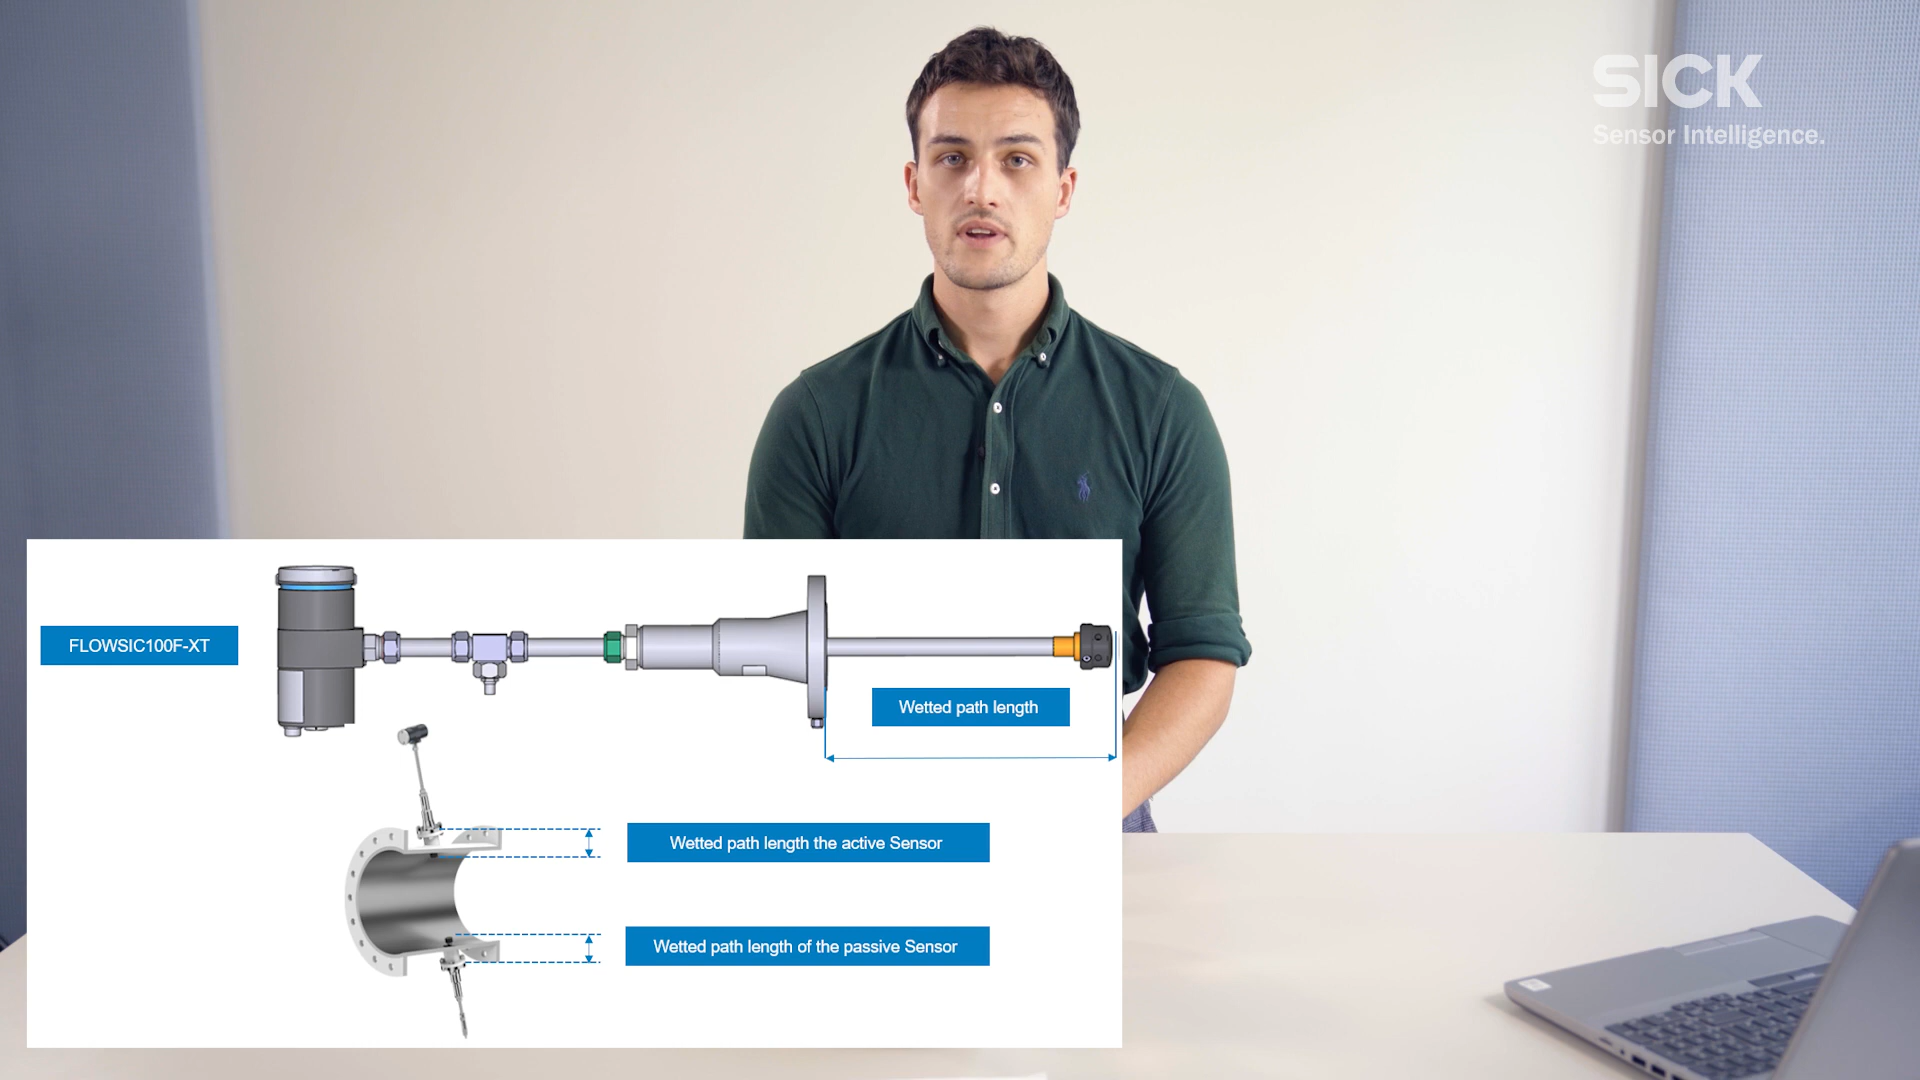 SICK
Sensor Intelligence.
FLOWSIC100F-XT
Wetted path length
Wetted path length the active Sensor
Wetted path length of the passive Sensor